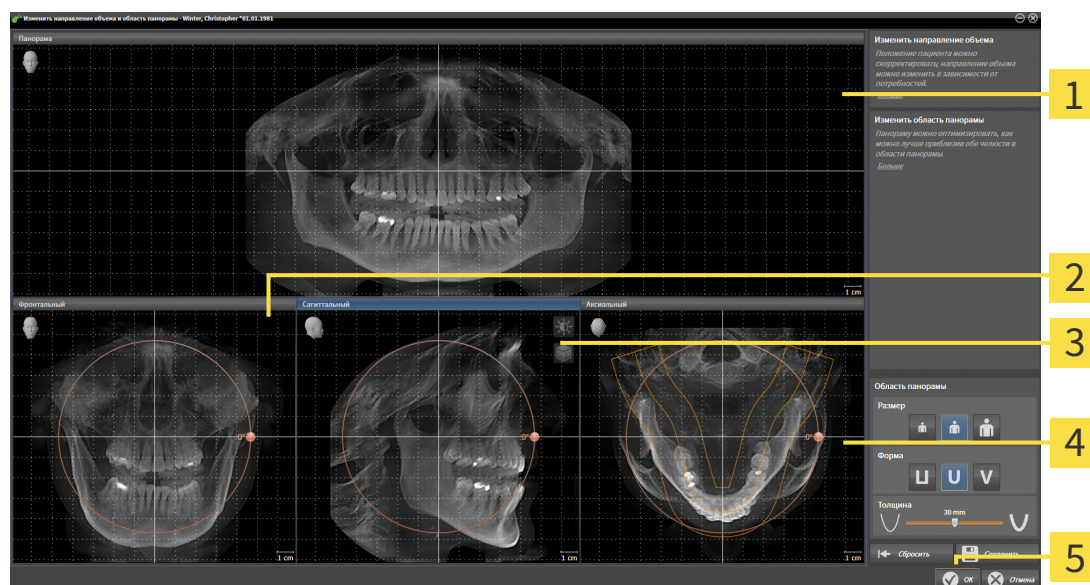 Изменить направление объема и область панорамы - Winter, Christopher *01.01.1981
Панорама
1 cm
Фронтальный
Сагиттальный
Аксиальный
0°
0°
0°
1 cm
1 cm
1 cm
Изменить направление объема
Положение пациента можно
скорректировать, направление объема
можно изменить в зависимости от
потребностей.
Больше
Изменить область панорамы
Панораму можно оптимизировать, как
можно лучше приблизив обе челюсти в
области панорамы.
Больше
Область панорамы
Размер
Форма
U
V
Толщина
30 mm
Сбросить
Сохранить
OK
Отмена
1
2
3
4
5